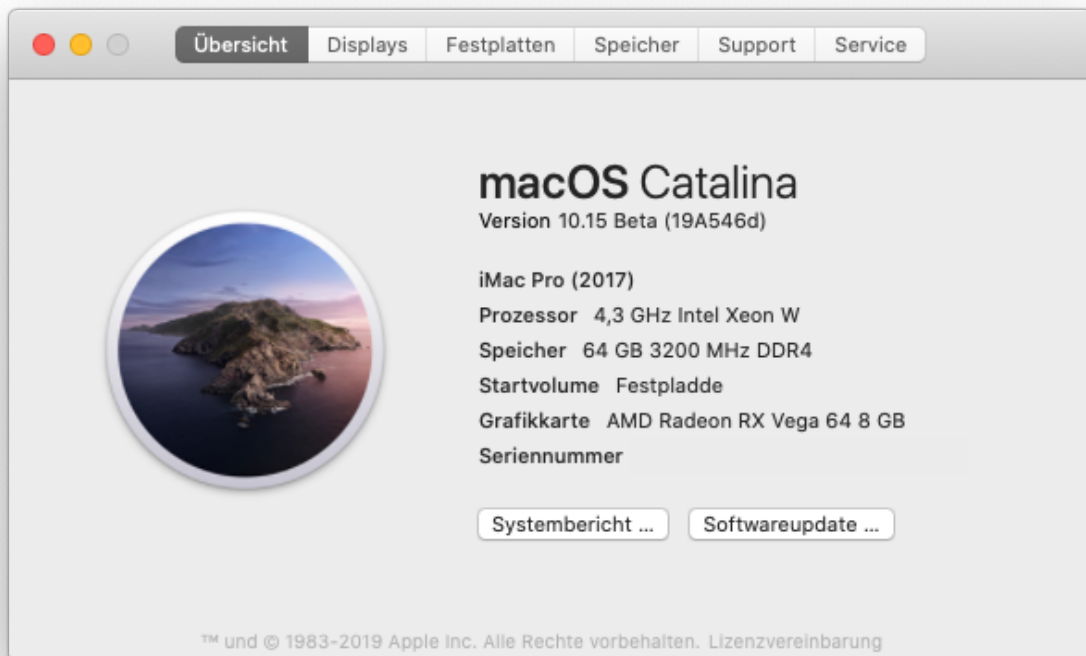 Übersicht Displays Festplatten Speicher Support Service
macOS Catalina
Version 10.15 Beta (19A546d)
iMac Pro (2017)
Prozessor 4,3 GHz Intel Xeon W
Speicher 64 GB 3200 MHz DDR4
Startvolume Festpladde
Grafikkarte AMD Radeon RX Vega 64 8 GB
Seriennummer
Systembericht ... Softwareupdate ...
™ und © 1983-2019 Apple Inc. Alle Rechte vorbehalten. Lizenzvereinbarung